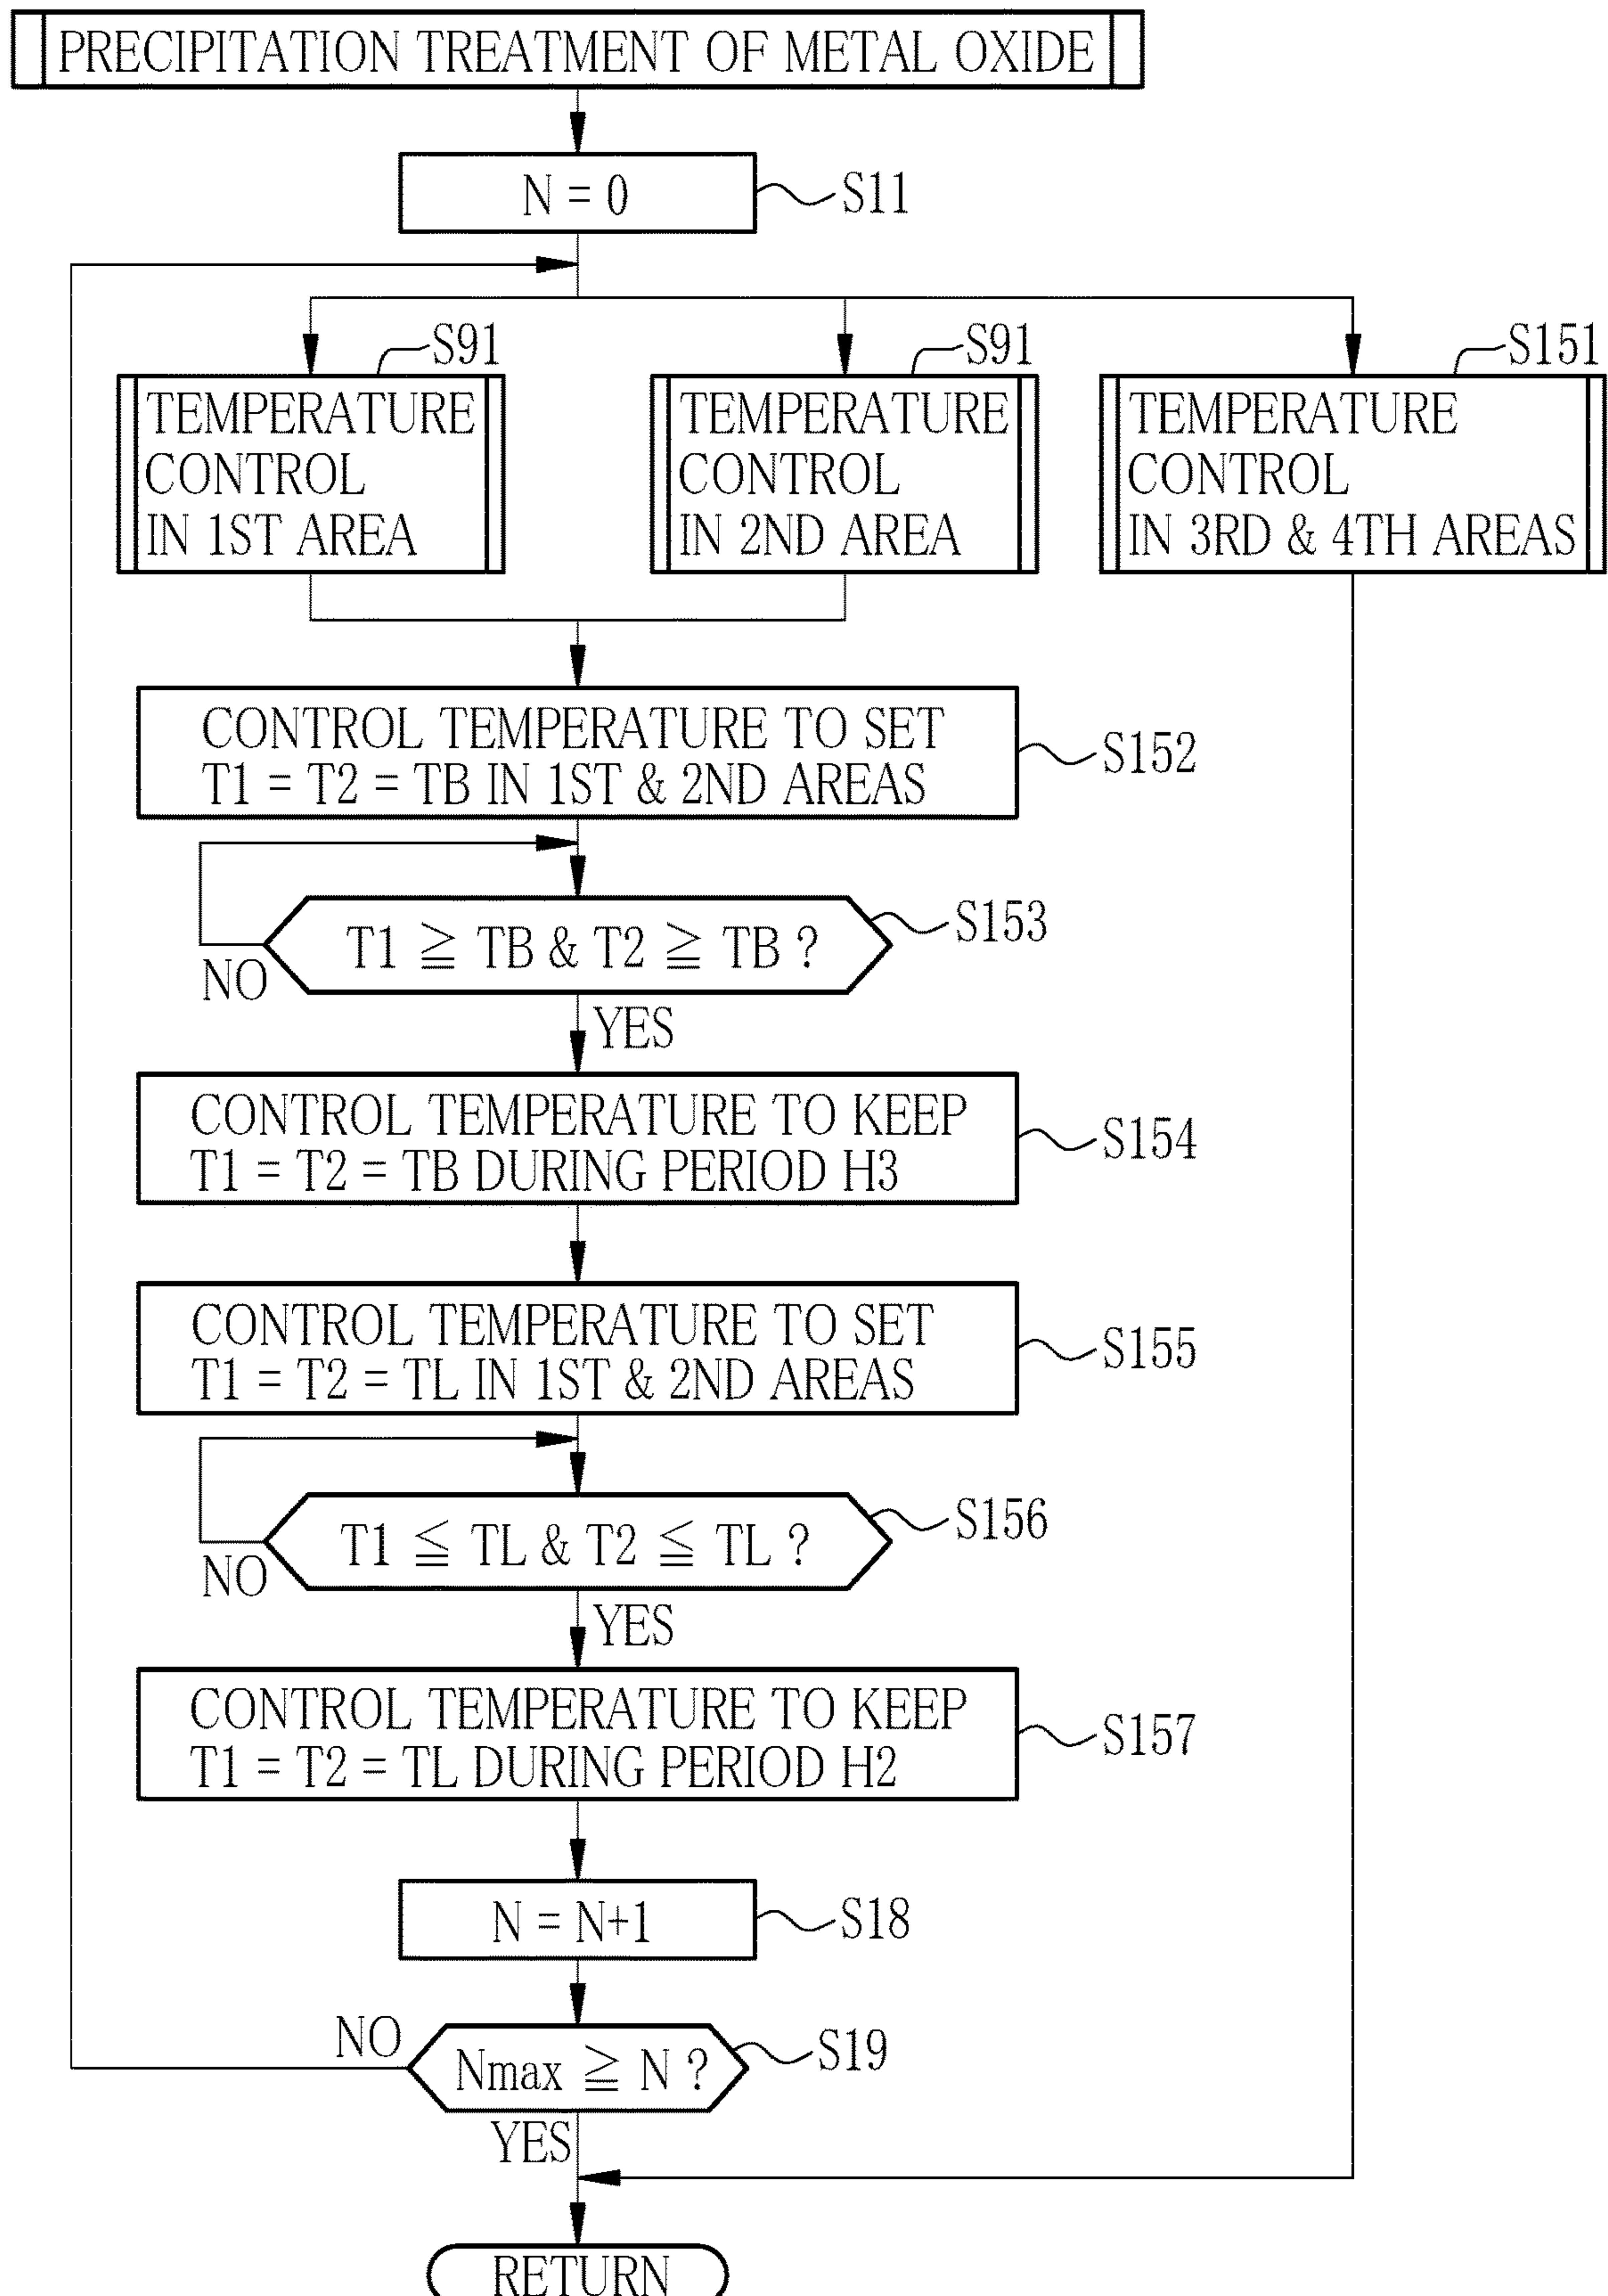 PRECIPITATION TREATMENT OF METAL OXIDE
N = 0
S11
S91
TEMPERATURE
CONTROL
IN 1ST AREA
S91
TEMPERATURE
CONTROL
IN 2ND AREA
S151
TEMPERATURE
CONTROL
IN 3RD & 4TH AREAS
CONTROL TEMPERATURE TO SET
T1 = T2 = TB IN 1ST & 2ND AREAS
S152
T1 ≧ TB & T2 ≧ TB ?
S153
NO
YES
CONTROL TEMPERATURE TO KEEP
T1 = T2 = TB DURING PERIOD H3
S154
CONTROL TEMPERATURE TO SET
T1 = T2 = TL IN 1ST & 2ND AREAS
S155
T1 ≦ TL & T2 ≦ TL ?
S156
NO
YES
CONTROL TEMPERATURE TO KEEP
T1 = T2 = TL DURING PERIOD H2
S157
N = N+1
S18
NO
Nmax ≧ N ?
S19
YES
RETURN